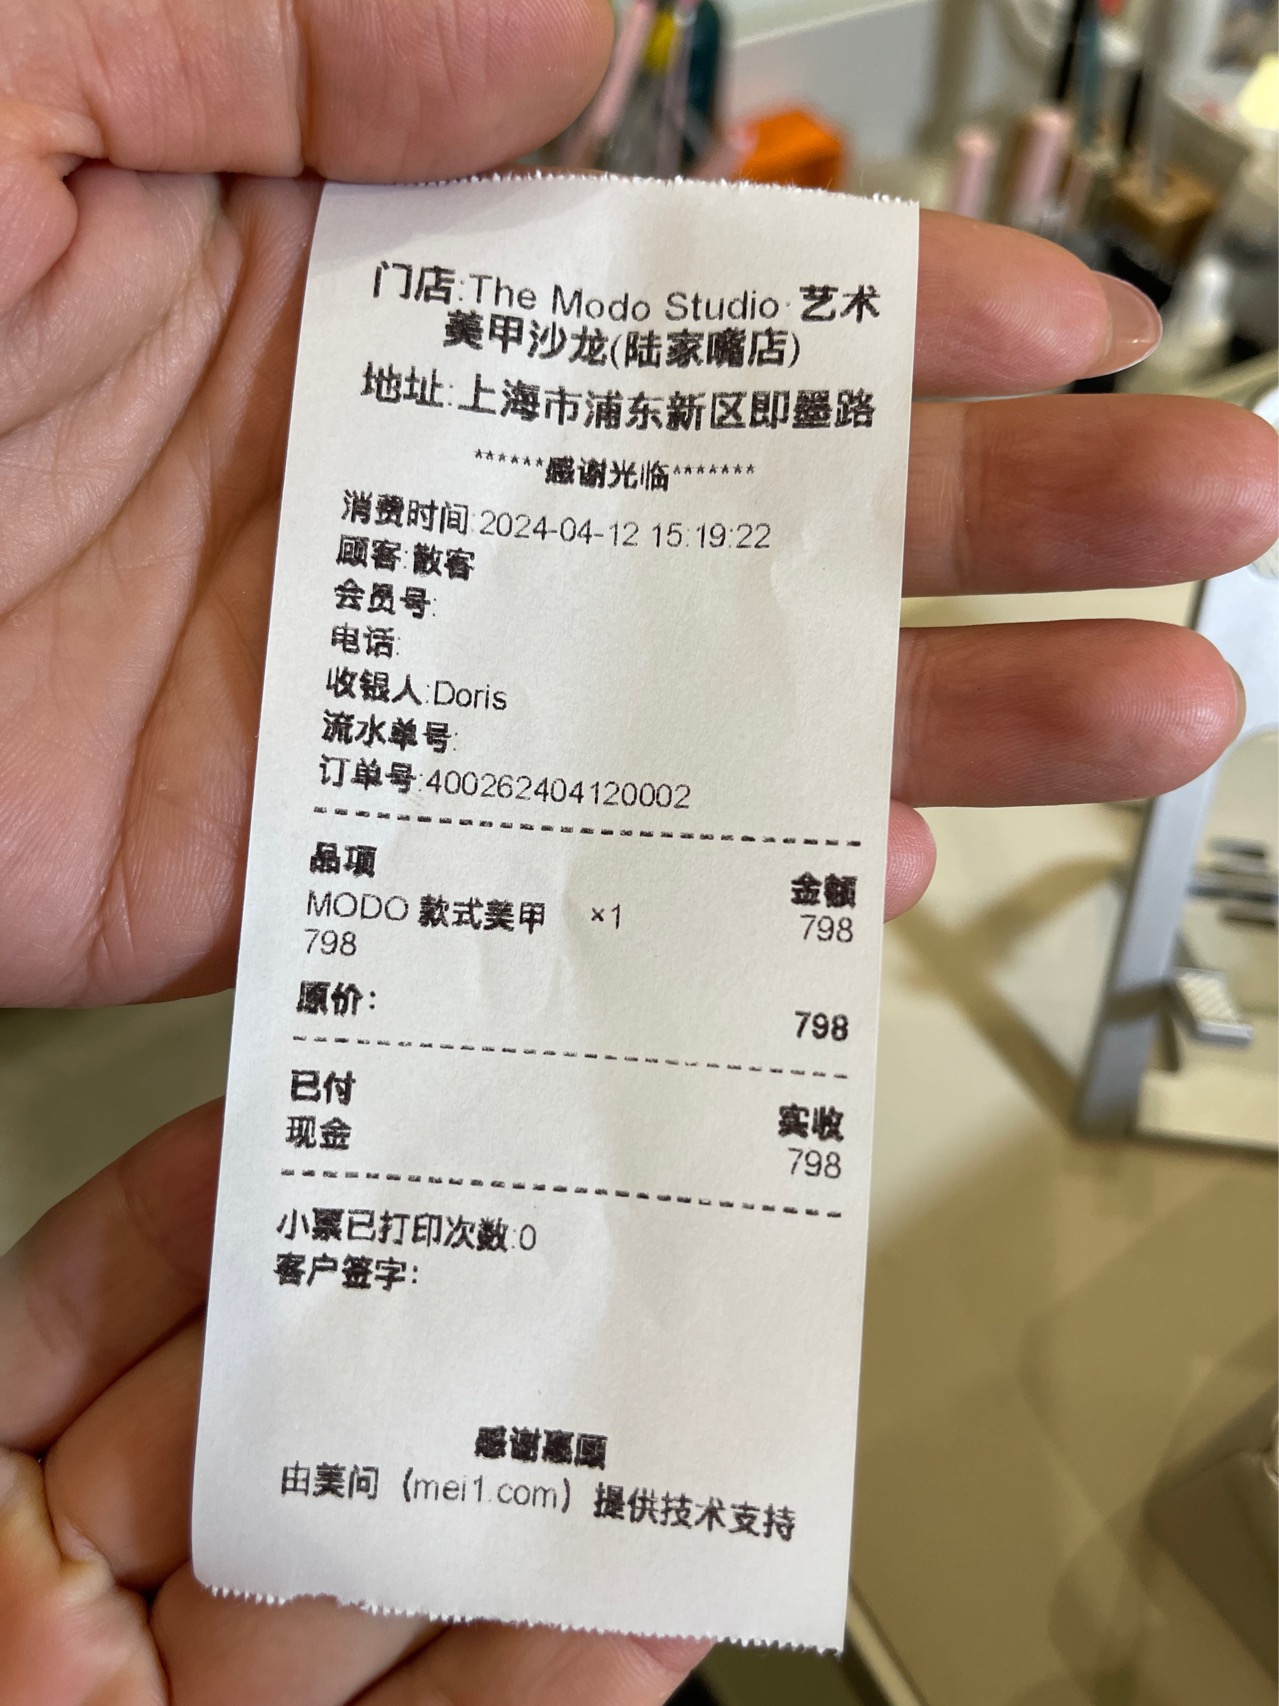 门店:The Modo Studio·艺术
美甲沙龙(陆家嘴店)
地址:上海市浦东新区即墨路
******感谢光临*******
消费时间:2024-04-12 15:19:22
顾客:散客
会员号:
电话:
收银人:Doris
流水单号:
订单号:400262404120002
品项 金额
MODO 款式美甲 ×1 798
798
原价: 798
已付 实收
现金 798
小票已打印次数:0
客户签字:
感谢惠顾
由美问（mei1.com）提供技术支持